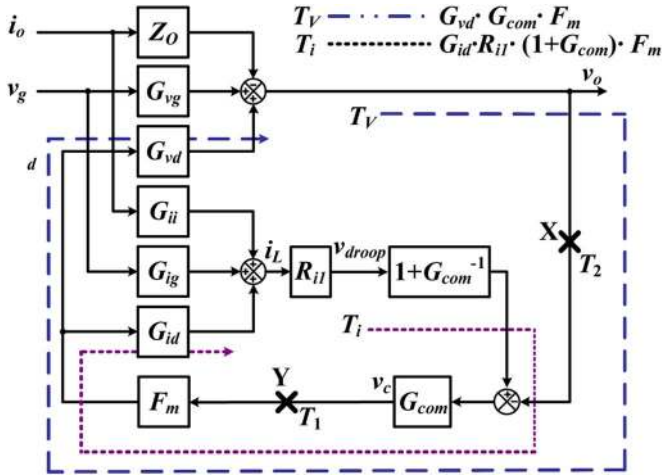 T_V G_vd· G_com· F_m
T_i G_id·R_i1·(1+G_com)· F_m
i_o
Z_O
v_g
G_vg
v_o
T_V
d
G_vd
G_ii
X
T_2
i_L
v_droop
G_ig
R_i1
1+G_com^-1
G_id
T_i
Y
v_c
F_m
T_1
G_com